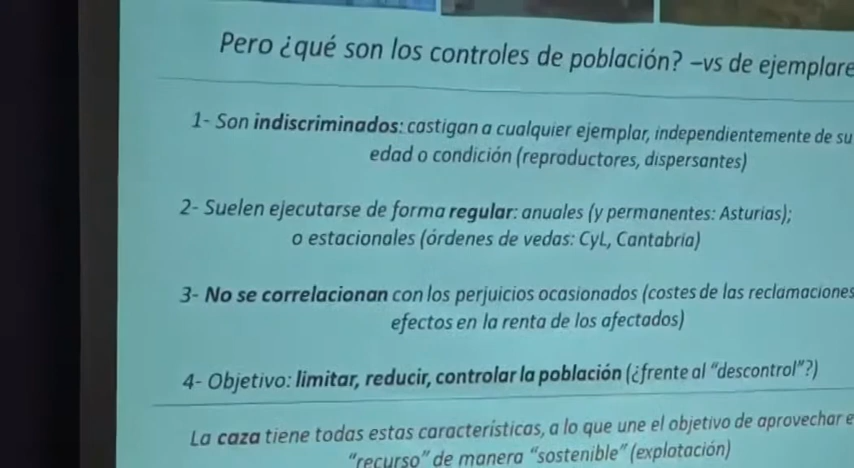 Pero ¿qué son los controles de población? –vs de ejemplare
1- Son indiscriminados: castigan a cualquier ejemplar, independientemente de su
edad o condición (reproductores, dispersantes)
2- Suelen ejecutarse de forma regular: anuales (y permanentes: Asturias);
o estacionales (órdenes de vedas: CyL, Cantabria)
3- No se correlacionan con los perjuicios ocasionados (costes de las reclamaciones
efectos en la renta de los afectados)
4- Objetivo: limitar, reducir, controlar la población (¿frente al "descontrol"?)
La caza tiene todas estas características, a lo que une el objetivo de aprovechar e
"recurso" de manera "sostenible" (explotación)